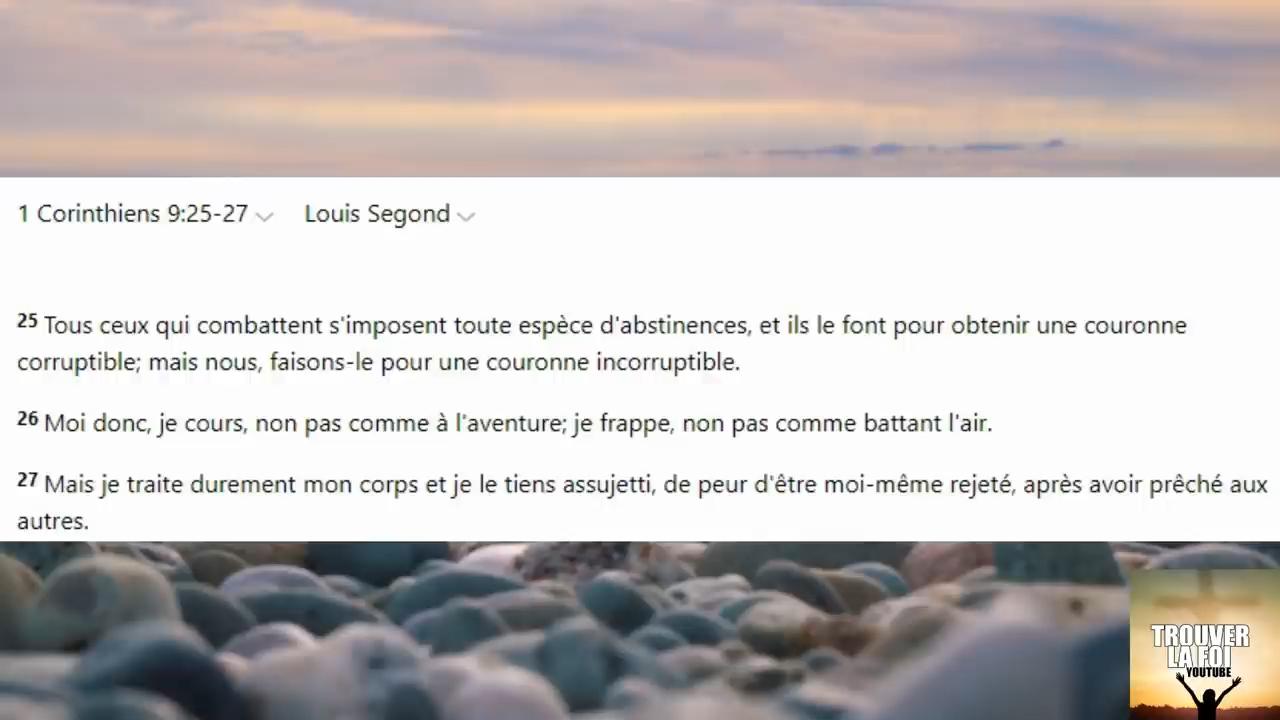 1 Corinthiens 9:25-27 Louis Segond
25 Tous ceux qui combattent s'imposent toute espèce d'abstinences, et ils le font pour obtenir une couronne
corruptible; mais nous, faisons-le pour une couronne incorruptible.
26 Moi donc, je cours, non pas comme à l'aventure; je frappe, non pas comme battant l'air.
27 Mais je traite durement mon corps et je le tiens assujetti, de peur d'être moi-même rejeté, après avoir prêché aux
autres.
TROUVER
LA FOI
YOUTUBE